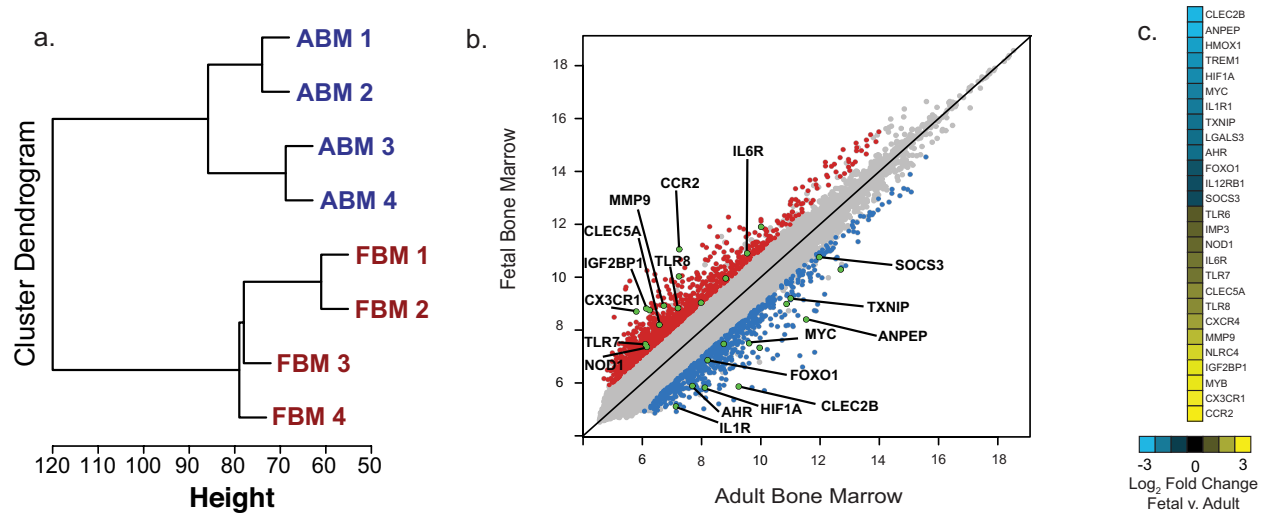 a.
Cluster Dendrogram
ABM 1
ABM 2
ABM 3
ABM 4
FBM 1
FBM 2
FBM 3
FBM 4
120 110 100 90 80 70 60 50
Height
b.
Fetal Bone Marrow
18
16
14
12
10
8
6
IL6R
CCR2
MMP9
CLEC5A
IGF2BP1
TLR8
CX3CR1
TLR7
NOD1
SOCS3
TXNIP
ANPEP
MYC
FOXO1
CLEC2B
HIF1A
AHR
IL1R
6 8 10 12 14 16 18
Adult Bone Marrow
c.
CLEC2B
ANPEP
HMOX1
TREM1
HIF1A
MYC
IL1R1
TXNIP
LGALS3
AHR
FOXO1
IL12RB1
SOCS3
TLR6
IMP3
NOD1
IL6R
TLR7
CLEC5A
TLR8
CXCR4
MMP9
NLRC4
IGF2BP1
MYB
CX3CR1
CCR2
-3 0 3
Log2 Fold Change
Fetal v. Adult